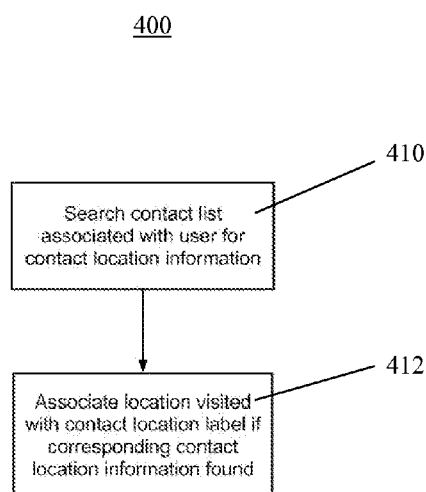 400
410
Search contact list
associated with user for
contact location information
412
Associate location visited
with contact location label if
corresponding contact
location information found